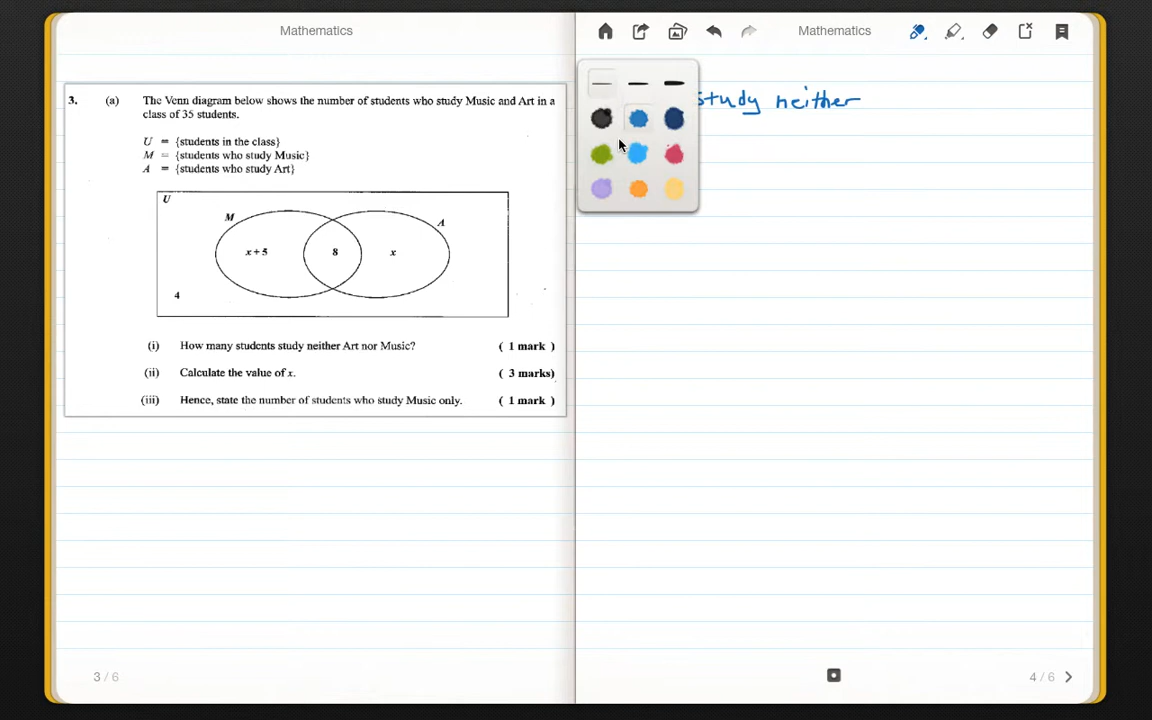 Mathematics
3. (a) The Venn diagram below shows the number of students who study Music and Art in a
class of 35 students.
U = {students in the class}
M = {students who study Music}
A = {students who study Art}
U
M
A
x + 5
8
x
4
(i) How many students study neither Art nor Music? ( 1 mark )
(ii) Calculate the value of x. ( 3 marks)
(iii) Hence, state the number of students who study Music only. ( 1 mark )
3 / 6
Mathematics
study neither
4 / 6